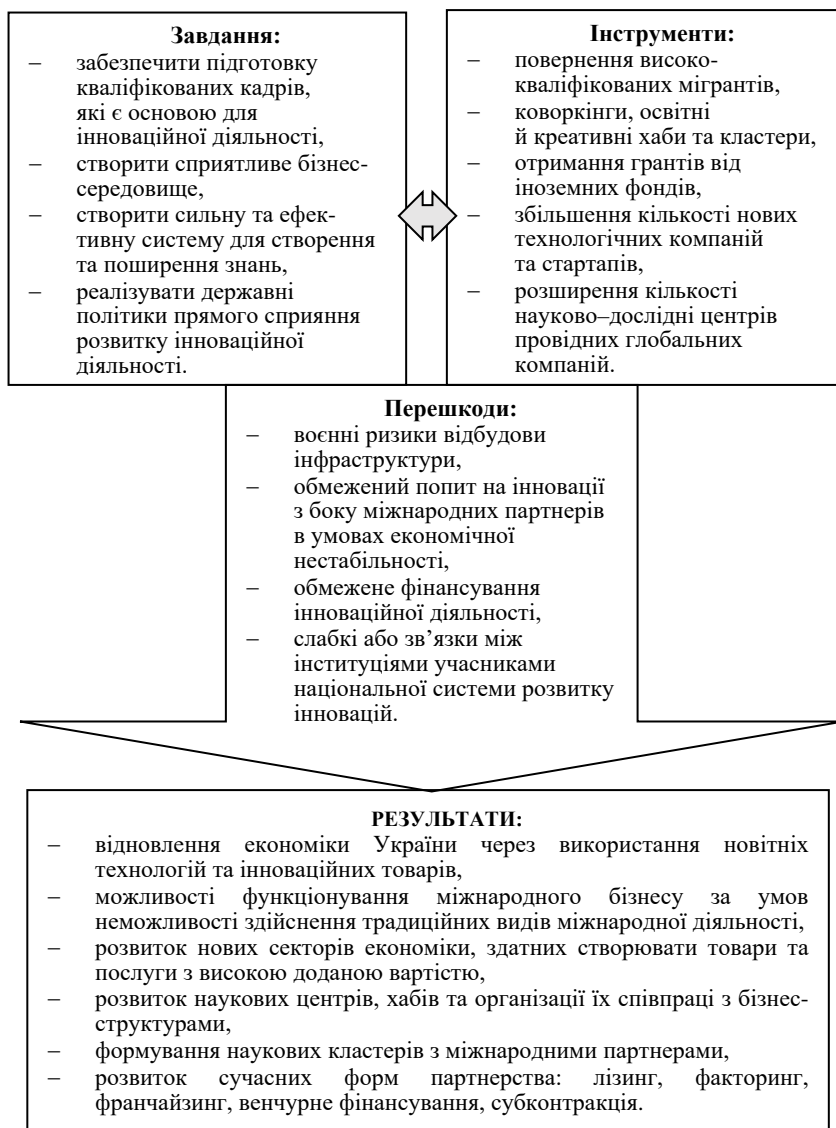 Завдання:
– забезпечити підготовку
кваліфікованих кадрів,
які є основою для
інноваційної діяльності,
– створити сприятливе бізнес-
середовище,
– створити сильну та ефек-
тивну систему для створення
та поширення знань,
– реалізувати державні
політики прямого сприяння
розвитку інноваційної
діяльності.
Інструменти:
– повернення високо-
кваліфікованих мігрантів,
– коворкінги, освітні
й креативні хаби та кластери,
– отримання грантів від
іноземних фондів,
– збільшення кількості нових
технологічних компаній
та стартапів,
– розширення кількості
науково–дослідні центрів
провідних глобальних
компаній.
Перешкоди:
– воєнні ризики відбудови
інфраструктури,
– обмежений попит на інновації
з боку міжнародних партнерів
в умовах економічної
нестабільності,
– обмежене фінансування
інноваційної діяльності,
– слабкі або зв’язки між
інституціями учасниками
національної системи розвитку
інновацій.
РЕЗУЛЬТАТИ:
– відновлення економіки України через використання новітніх
технологій та інноваційних товарів,
– можливості функціонування міжнародного бізнесу за умов
неможливості здійснення традиційних видів міжнародної діяльності,
– розвиток нових секторів економіки, здатних створювати товари та
послуги з високою доданою вартістю,
– розвиток наукових центрів, хабів та організації їх співпраці з бізнес-
структурами,
– формування наукових кластерів з міжнародними партнерами,
– розвиток сучасних форм партнерства: лізинг, факторинг,
франчайзинг, венчурне фінансування, субконтракція.